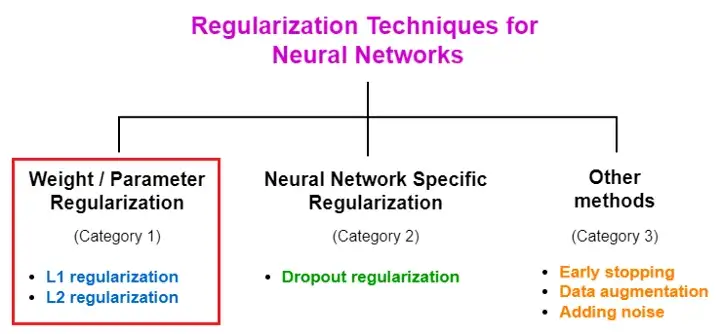 Regularization Techniques for
Neural Networks
Weight / Parameter
Regularization
(Category 1)
• L1 regularization
• L2 regularization
Neural Network Specific
Regularization
(Category 2)
• Dropout regularization
Other
methods
(Category 3)
• Early stopping
• Data augmentation
• Adding noise